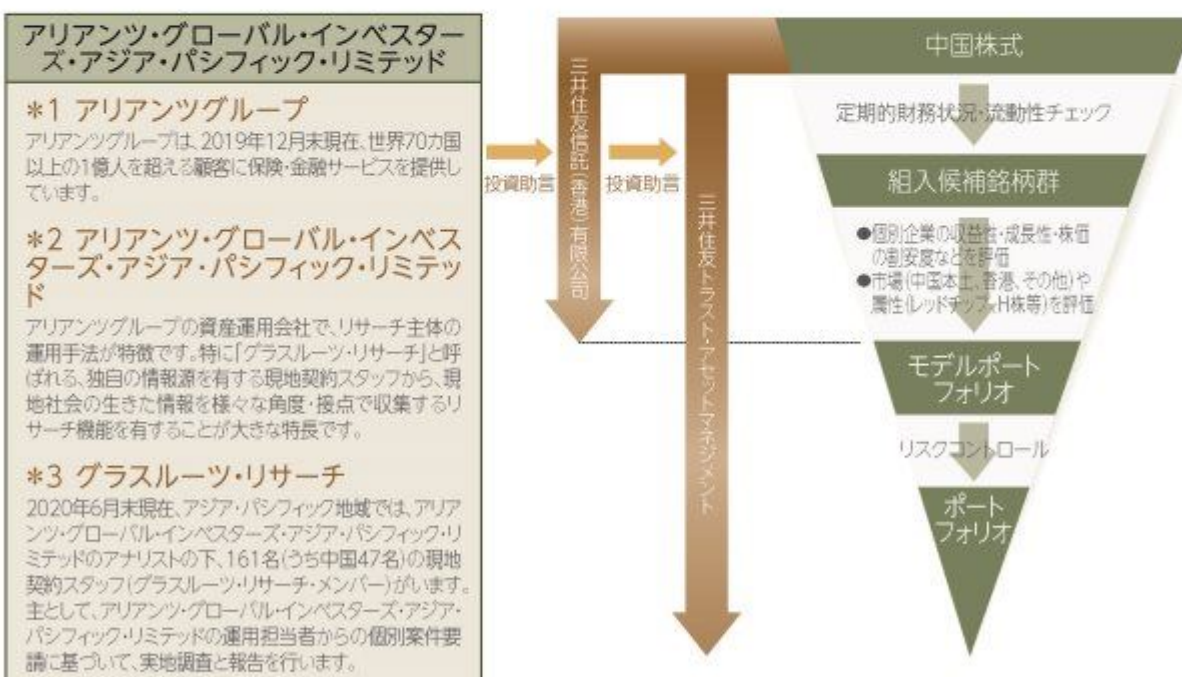 アリアンツ・グローバル・インベスター
ズ・アジア・パシフィック・リミテッド
*1 アリアンツグループ
アリアンツグループは、2019年12月末現在、世界70カ国
以上の1億人を超える顧客に保険・金融サービスを提供し
ています。
*2 アリアンツ・グローバル・インベス
ターズ・アジア・パシフィック・リミテッ
ド
アリアンツグループの資産運用会社で、リサーチ主体の
運用手法が特徴です。特に「グラスルーツ・リサーチ」と呼
ばれる、独自の情報源を有する現地契約スタッフから、現
地社会の生きた情報を様々な角度・接点で収集するリ
サーチ機能を有することが大きな特長です。
*3 グラスルーツ・リサーチ
2020年6月末現在、アジア・パシフィック地域では、アリア
ンツ・グローバル・インベスターズ・アジア・パシフィック・リ
ミテッドのアナリストの下、161名(うち中国47名)の現地
契約スタッフ(グラスルーツ・リサーチ・メンバー)がいます。
主として、アリアンツ・グローバル・インベスターズ・アジア・
パシフィック・リミテッドの運用担当者からの個別案件要
請に基づいて、実地調査と報告を行います。
投資助言
三井住友信託(香港)有限公司
投資助言
三井住友トラスト・アセットマネジメント
中国株式
定期的財務状況・流動性チェック
組入候補銘柄群
●個別企業の収益性・成長性・株価
の割安度などを評価
●市場(中国本土、香港、その他)や
属性(レッドチップ、H株等)を評価
モデルポート
フォリオ
リスクコントロール
ポート
フォリオ